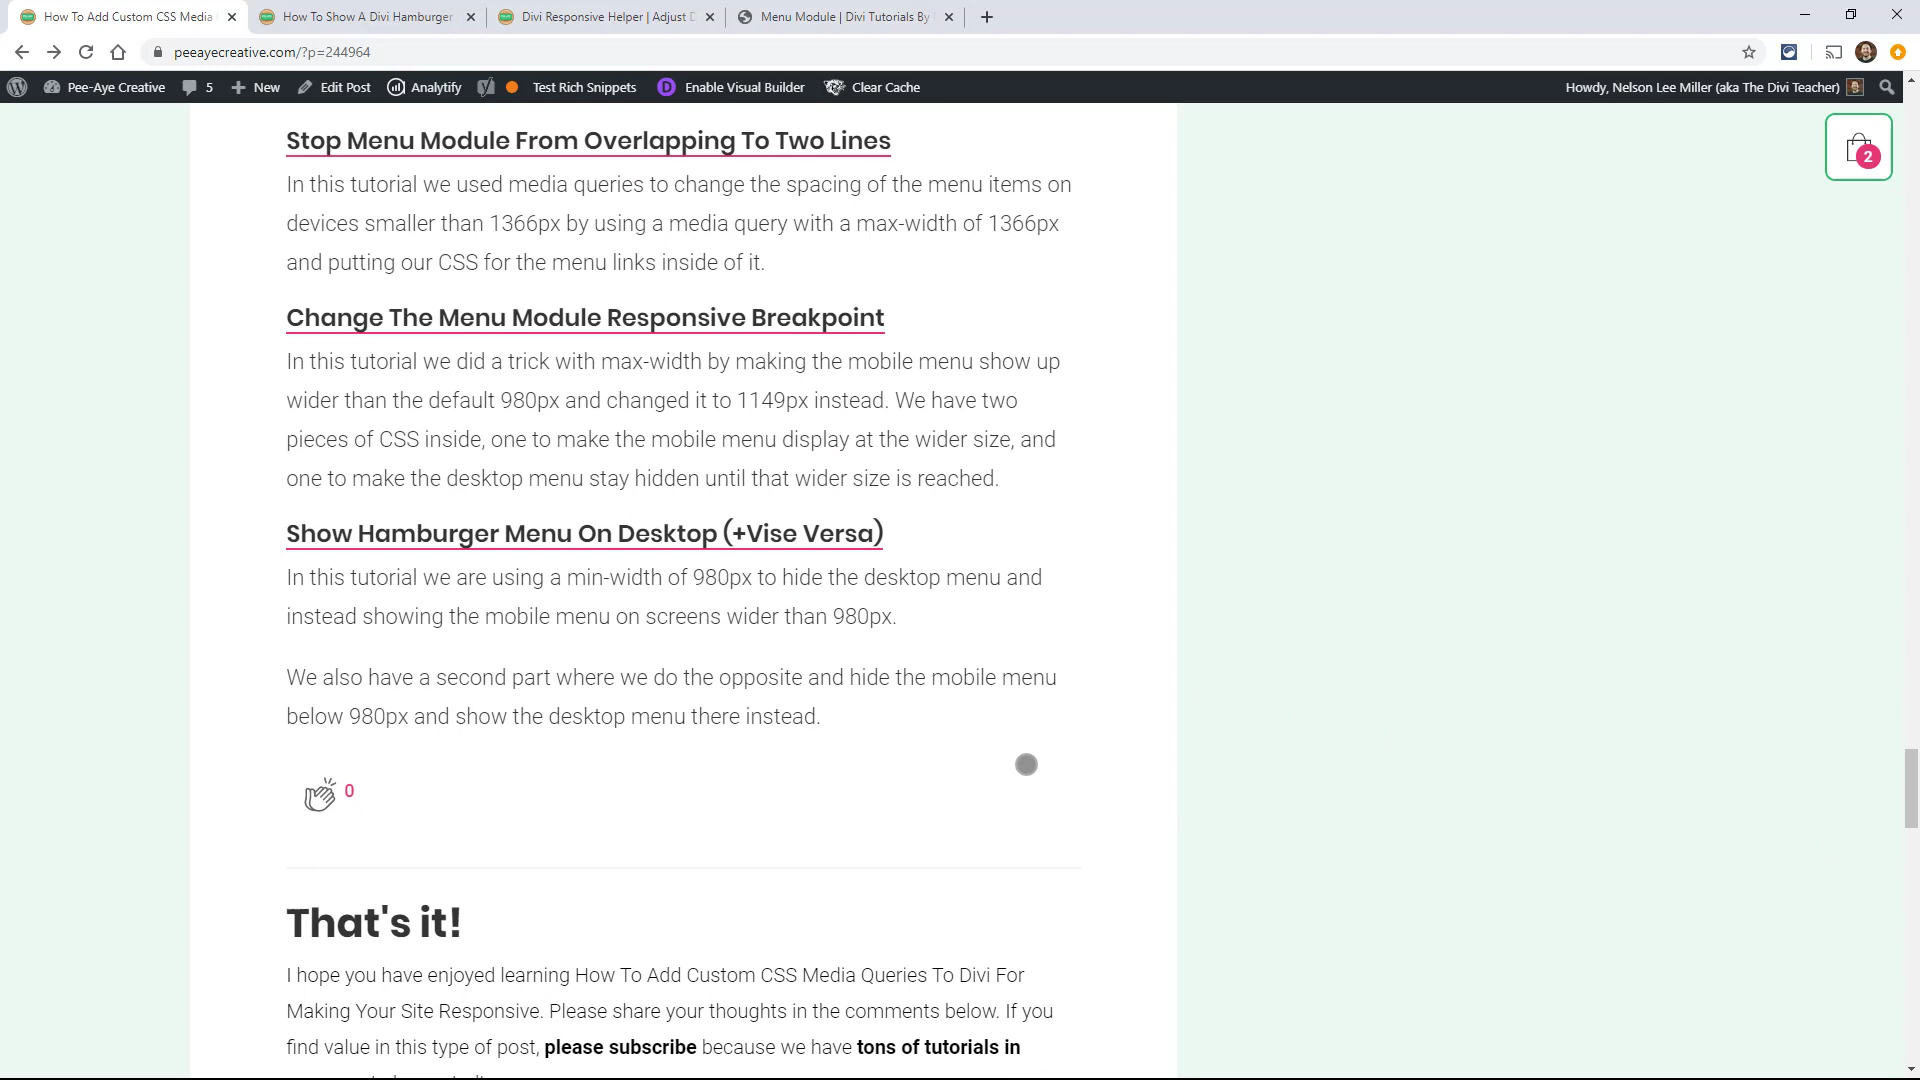 How To Add Custom CSS Media
How To Show A Divi Hamburger
Divi Responsive Helper | Adjust D
Menu Module | Divi Tutorials By
peeayecreative.com/?p=244964
Pee-Aye Creative
5
New
Edit Post
Analytify
Test Rich Snippets
D
Enable Visual Builder
Clear Cache
Howdy, Nelson Lee Miller (aka The Divi Teacher)
2
Stop Menu Module From Overlapping To Two Lines
In this tutorial we used media queries to change the spacing of the menu items on
devices smaller than 1366px by using a media query with a max-width of 1366px
and putting our CSS for the menu links inside of it.
Change The Menu Module Responsive Breakpoint
In this tutorial we did a trick with max-width by making the mobile menu show up
wider than the default 980px and changed it to 1149px instead. We have two
pieces of CSS inside, one to make the mobile menu display at the wider size, and
one to make the desktop menu stay hidden until that wider size is reached.
Show Hamburger Menu On Desktop (+Vise Versa)
In this tutorial we are using a min-width of 980px to hide the desktop menu and
instead showing the mobile menu on screens wider than 980px.
We also have a second part where we do the opposite and hide the mobile menu
below 980px and show the desktop menu there instead.
0
That's it!
I hope you have enjoyed learning How To Add Custom CSS Media Queries To Divi For
Making Your Site Responsive. Please share your thoughts in the comments below. If you
find value in this type of post, please subscribe because we have tons of tutorials in